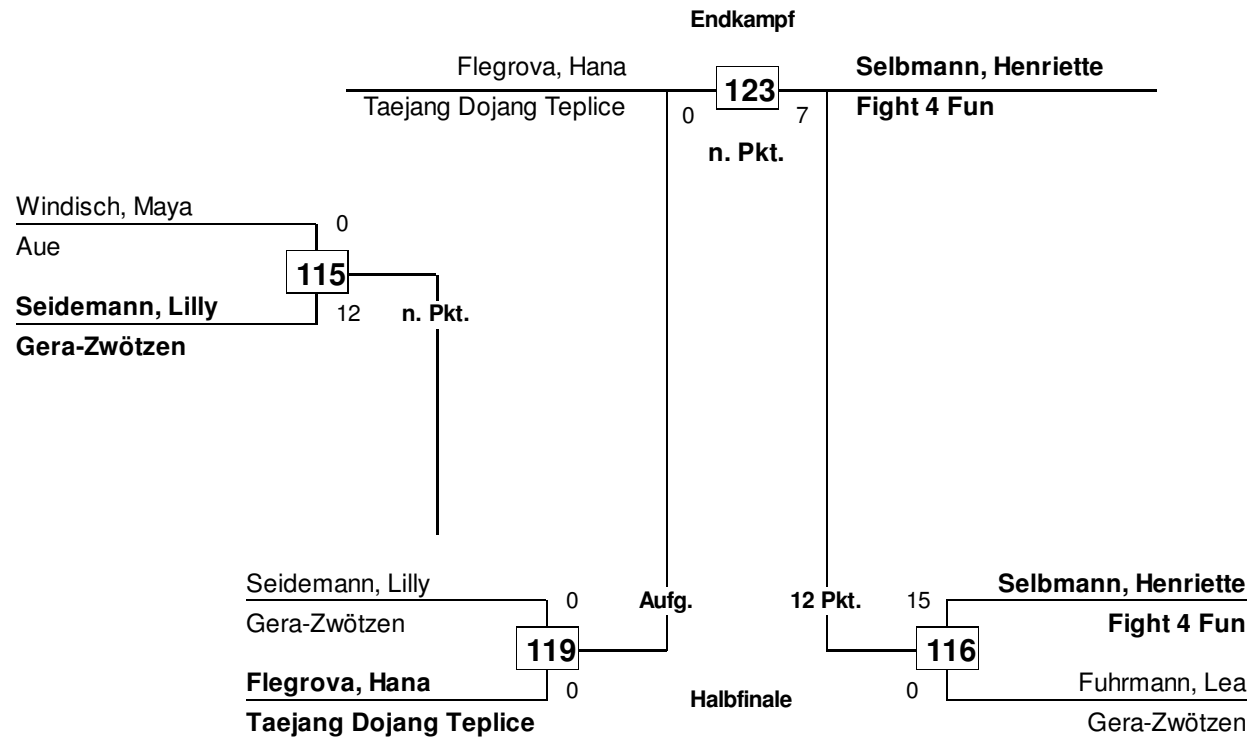 Endkampf
Flegrova, Hana 123 Selbmann, Henriette
Taejang Dojang Teplice 0 7 Fight 4 Fun
n. Pkt.
Windisch, Maya 0
Aue
115
Seidemann, Lilly 12 n. Pkt.
Gera-Zwötzen
Seidemann, Lilly 0 Aufg. 12 Pkt. 15 Selbmann, Henriette
Gera-Zwötzen Fight 4 Fun
119 116
Flegrova, Hana 0 Halbfinale 0 Fuhrmann, Lea
Taejang Dojang Teplice Gera-Zwötzen